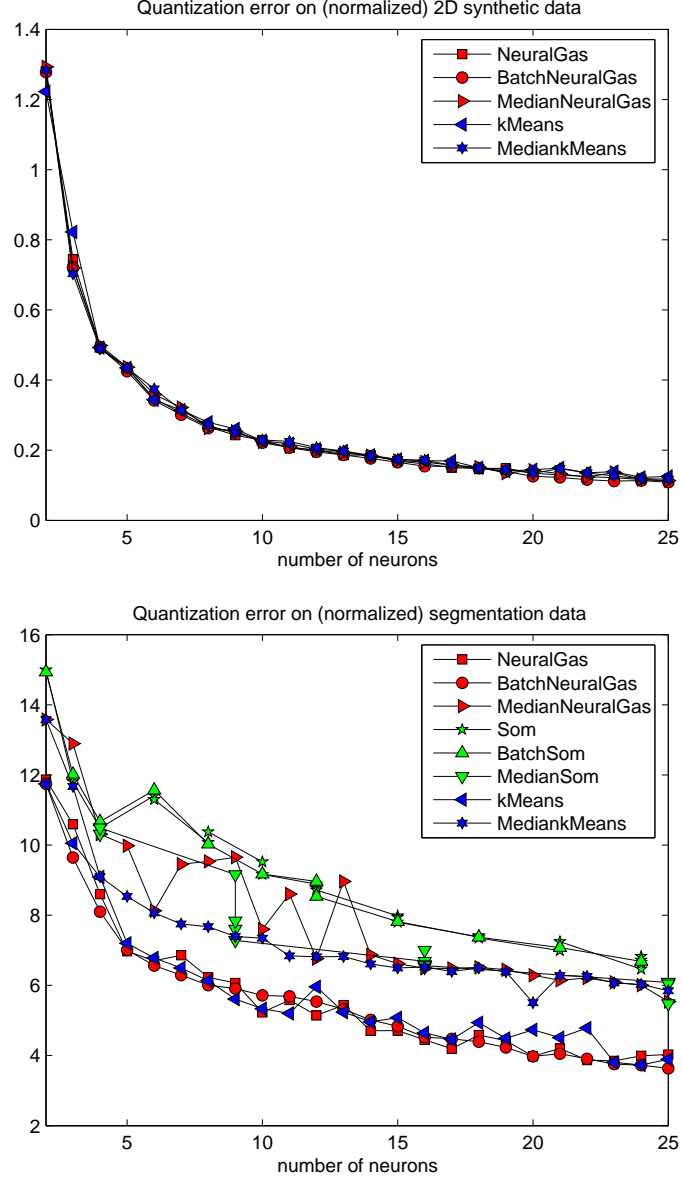 Quantization error on (normalized) 2D synthetic data
1.4
1.2
1
0.8
0.6
0.4
0.2
0
NeuralGas
BatchNeuralGas
MedianNeuralGas
kMeans
MediankMeans
5 10 15 20 25
number of neurons
Quantization error on (normalized) segmentation data
16
14
12
10
8
6
4
2
NeuralGas
BatchNeuralGas
MedianNeuralGas
Som
BatchSom
MedianSom
kMeans
MediankMeans
5 10 15 20 25
number of neurons